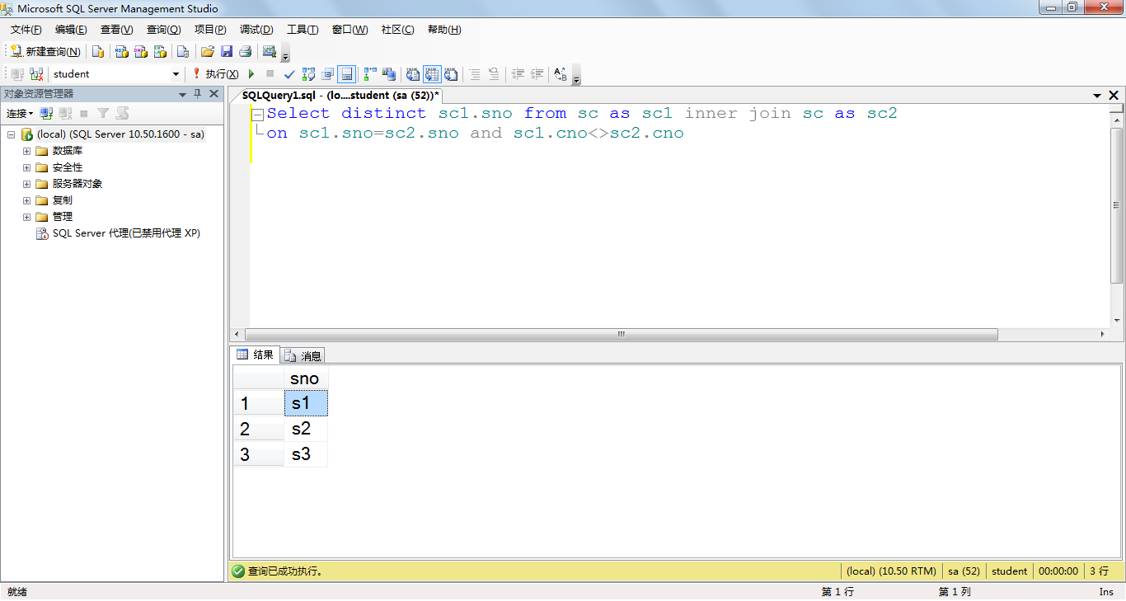 Microsoft SQL Server Management Studio
文件(F) 编辑(E) 查看(V) 查询(Q) 项目(P) 调试(D) 工具(T) 窗口(W) 社区(C) 帮助(H)
新建查询(N)
student 执行(X)
对象资源管理器
SQLQuery1.sql - (lo....student (sa (52))*
连接
(local) (SQL Server 10.50.1600 - sa)
数据库
安全性
服务器对象
复制
管理
SQL Server 代理(已禁用代理 XP)
Select distinct sc1.sno from sc as sc1 inner join sc as sc2
on sc1.sno=sc2.sno and sc1.cno<>sc2.cno
结果 消息
sno
1 s1
2 s2
3 s3
查询已成功执行。 (local) (10.50 RTM) sa (52) student 00:00:00 3 行
就绪 第 1 行 第 1 列 Ins